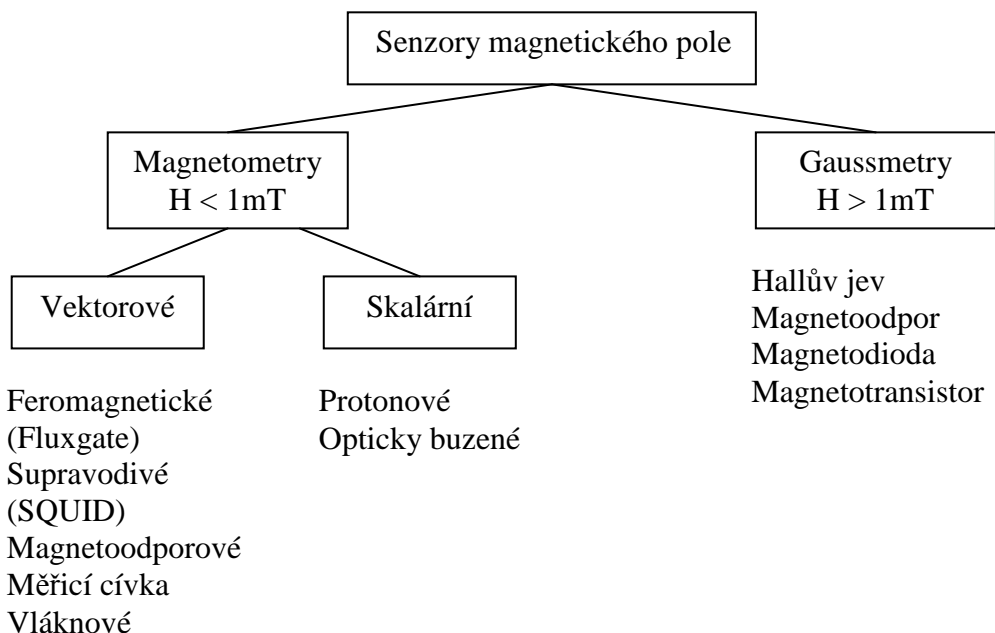 Senzory magnetického pole
Magnetometry
H < 1mT
Gaussmetry
H > 1mT
Vektorové
Skalární
Hallův jev
Magnetoodpor
Magnetodioda
Magnetotransistor
Feromagnetické
(Fluxgate)
Supravodivé
(SQUID)
Magnetoodporové
Měřicí cívka
Vláknové
Protonové
Opticky buzené